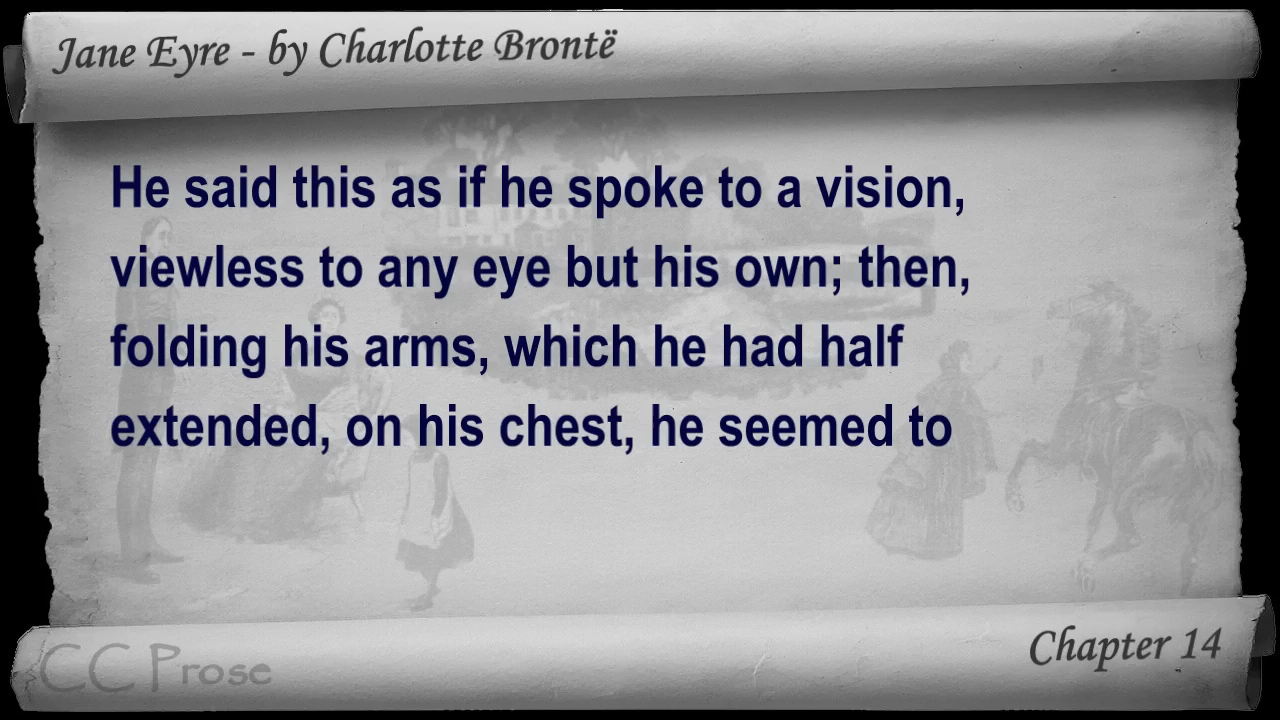 Jane Eyre - by Charlotte Brontë
He said this as if he spoke to a vision,
viewless to any eye but his own; then,
folding his arms, which he had half
extended, on his chest, he seemed to
Chapter 14
CC Prose